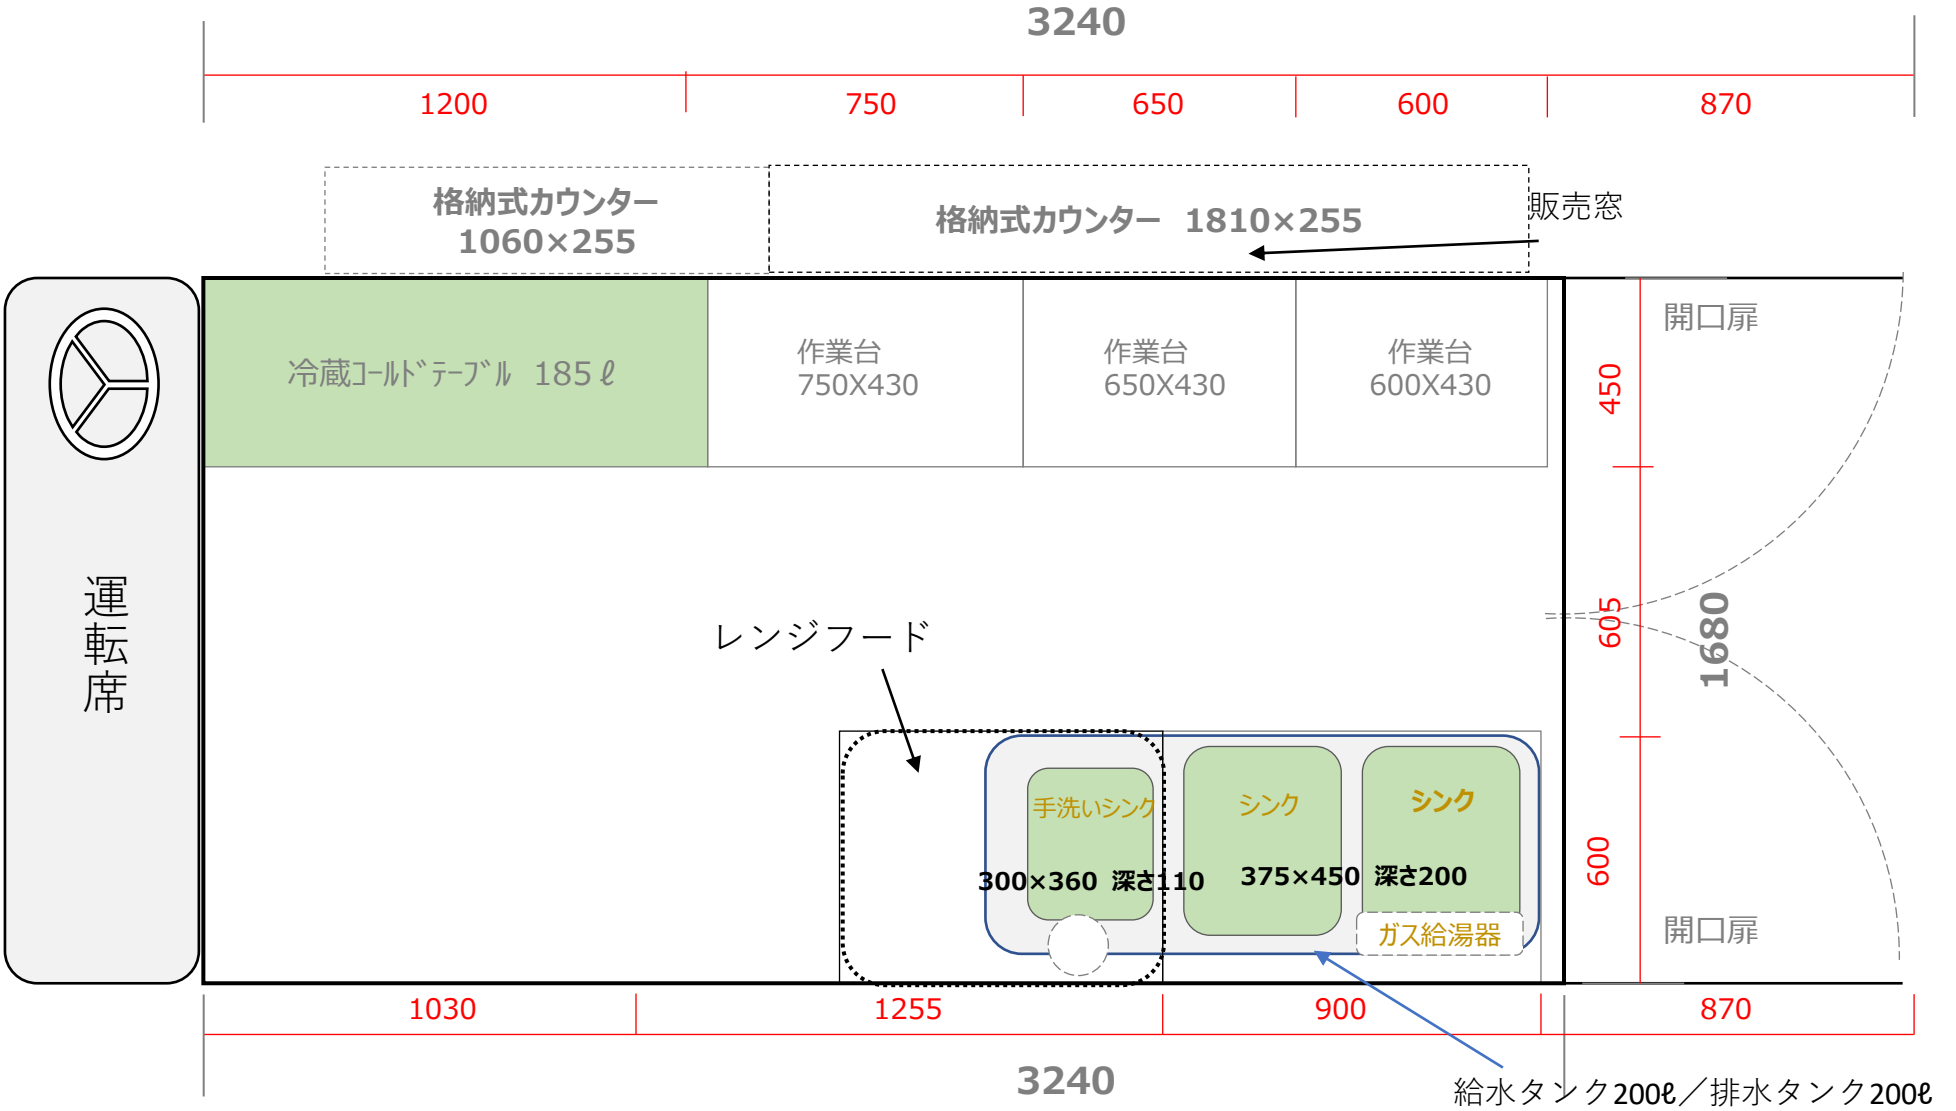 3240
1200
750
650
600
870
格納式カウンター
1060×255
格納式カウンター 1810×255
販売窓
冷蔵ｺｰﾙﾄﾞﾃｰﾌﾞﾙ 185ℓ
作業台
750X430
作業台
650X430
作業台
600X430
開口扉
450
運転席
レンジフード
605
1680
手洗いシンク
シンク
シンク
300×360 深さ110
375×450 深さ200
600
ガス給湯器
開口扉
1030
1255
900
870
3240
給水タンク200ℓ／排水タンク200ℓ